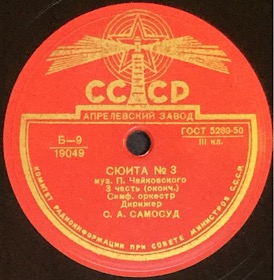 СССР
АПРЕЛЕВСКИЙ ЗАВОД
Б—9
19049
ГОСТ 5289-50
III кл.
СЮИТА № 3
муз. П. Чайковского
3 часть (оконч.)
Симф. оркестр
Дирижер
С. А. САМОСУД
КОМИТЕТ РАДИОИНФОРМАЦИИ ПРИ СОВЕТЕ МИНИСТРОВ СССР